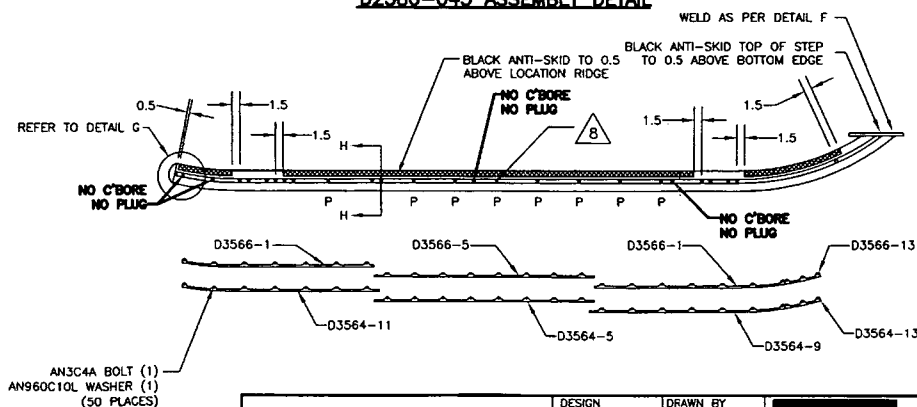 D2580-045 ASSEMBLY DETAIL
WELD AS PER DETAIL F
BLACK ANTI-SKID TO 0.5
ABOVE LOCATION RIDGE
BLACK ANTI-SKID TOP OF STEP
TO 0.5 ABOVE BOTTOM EDGE
NO C'BORE
NO PLUG
0.5
1.5
1.5
8
1.5
1.5
1.5
REFER TO DETAIL G
H
H
NO C'BORE
NO PLUG
P P P P P P P P
NO C'BORE
NO PLUG
D3566-1
D3566-5
D3566-1
D3566-13
D3564-11
D3564-5
D3564-9
D3564-13
AN3C4A BOLT (1)
AN960C10L WASHER (1)
(50 PLACES)
DESIGN
DRAWN BY